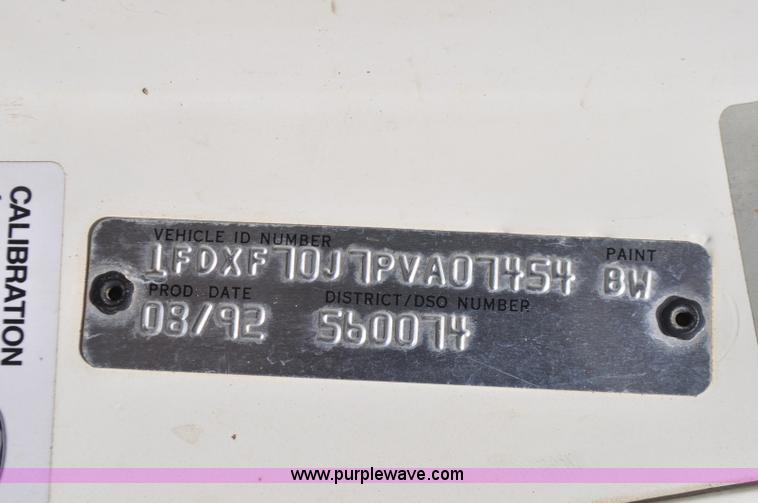 CALIBRATION
VEHICLE ID NUMBER PAINT
1FDXF70J7PVA07454 BW
PROD. DATE DISTRICT/DSO NUMBER
08/92 560074
www.purplewave.com